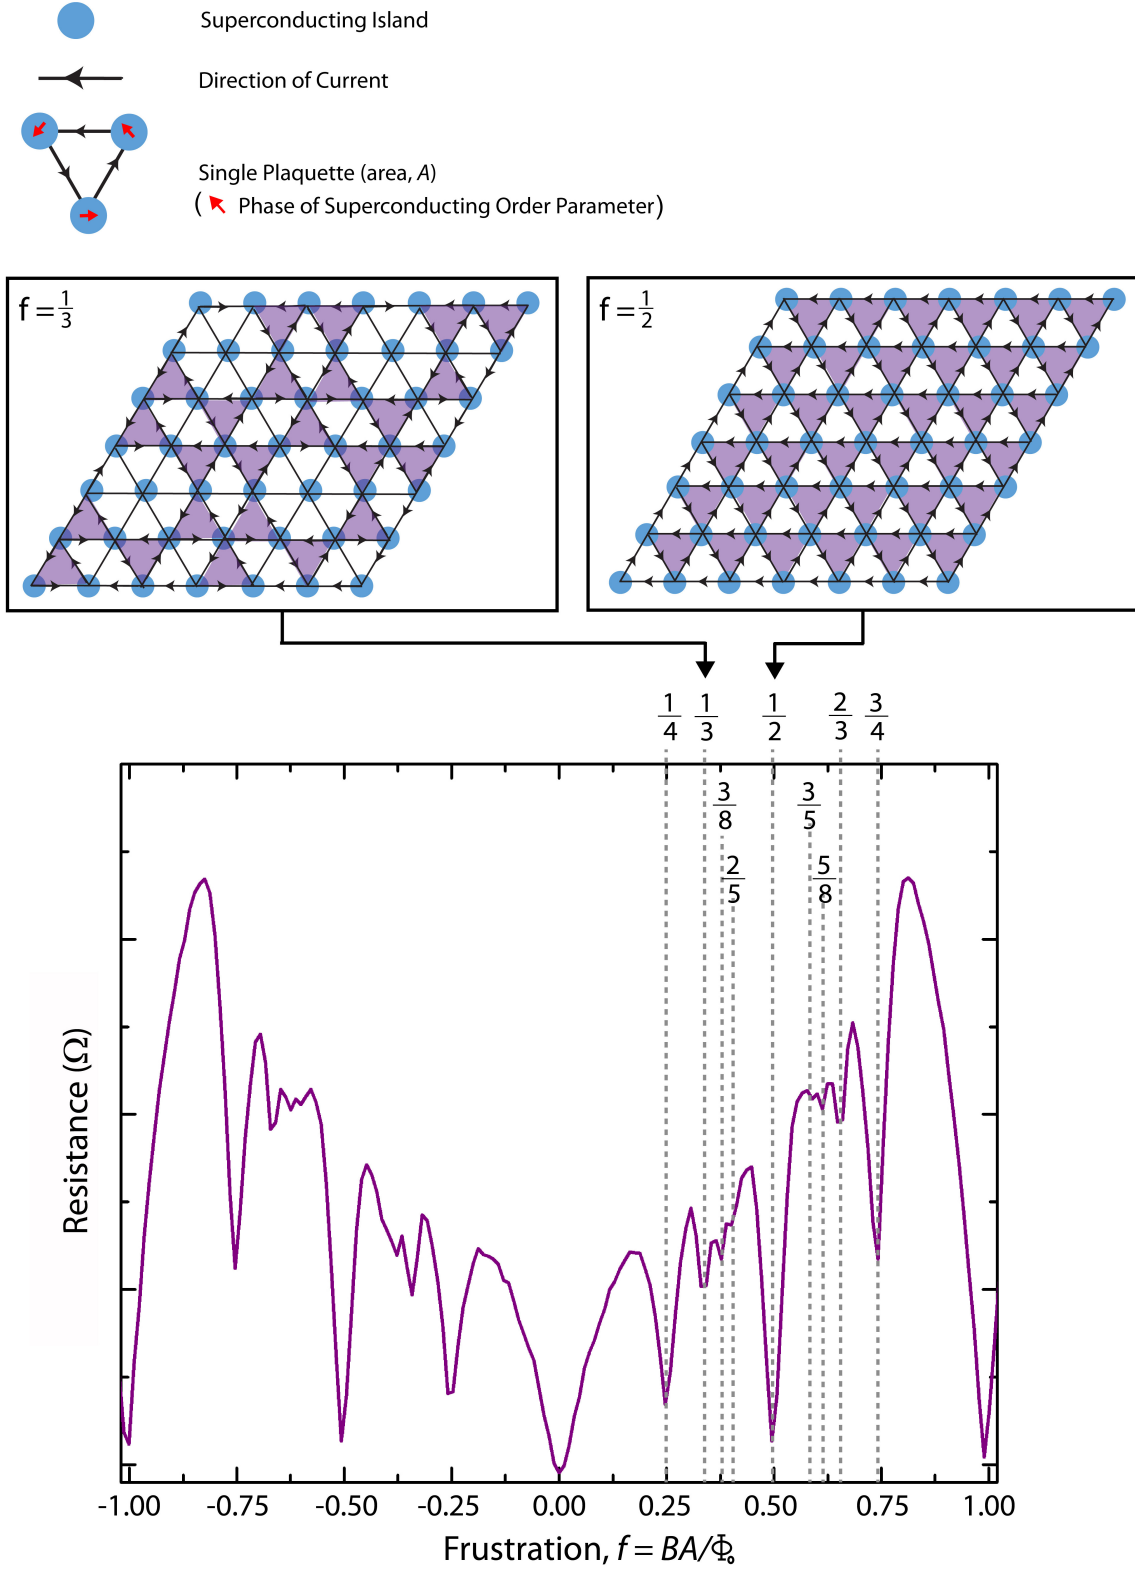 Superconducting Island
Direction of Current
Single Plaquette (area, A)
( Phase of Superconducting Order Parameter)
f = 1/3
f = 1/2
1/4 1/3 1/2 2/3 3/4
3/8 3/5
2/5 5/8
Resistance (Ω)
-1.00 -0.75 -0.50 -0.25 0.00 0.25 0.50 0.75 1.00
Frustration, f = BA/Φ₀